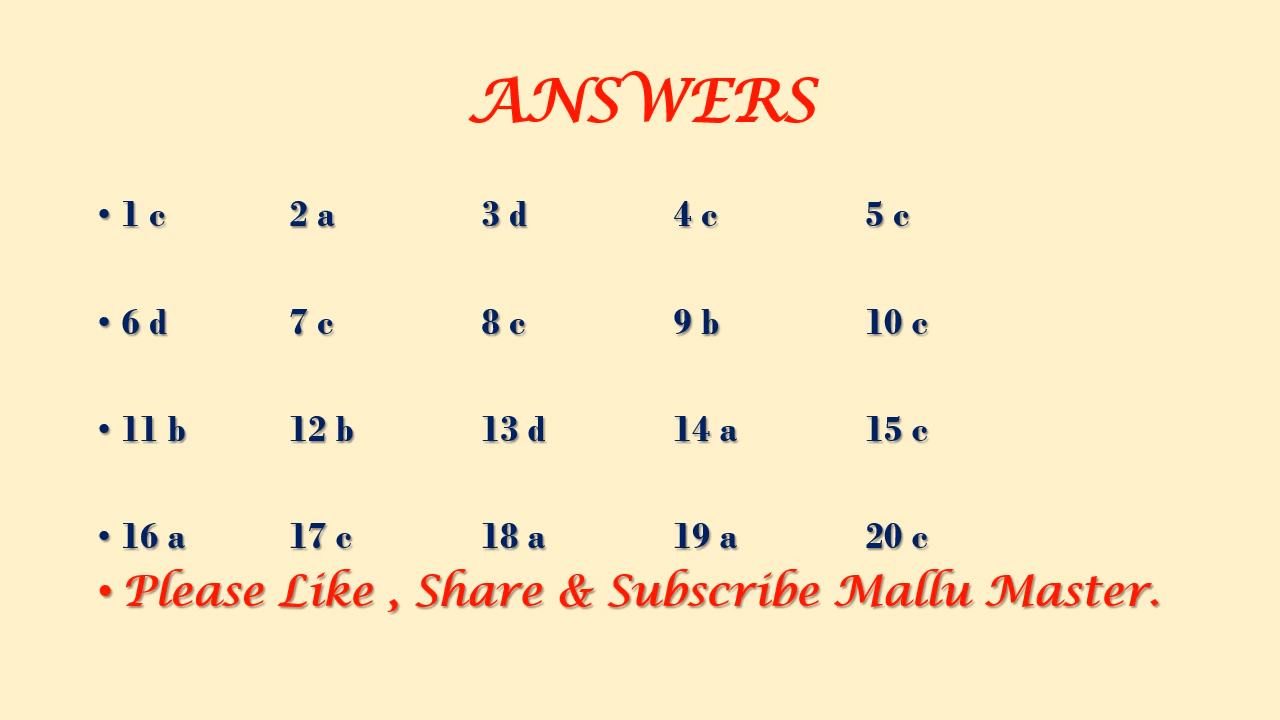 ANSWERS
• 1 c 2 a 3 d 4 c 5 c
• 6 d 7 c 8 c 9 b 10 c
• 11 b 12 b 13 d 14 a 15 c
• 16 a 17 c 18 a 19 a 20 c
• Please Like , Share & Subscribe Mallu Master.